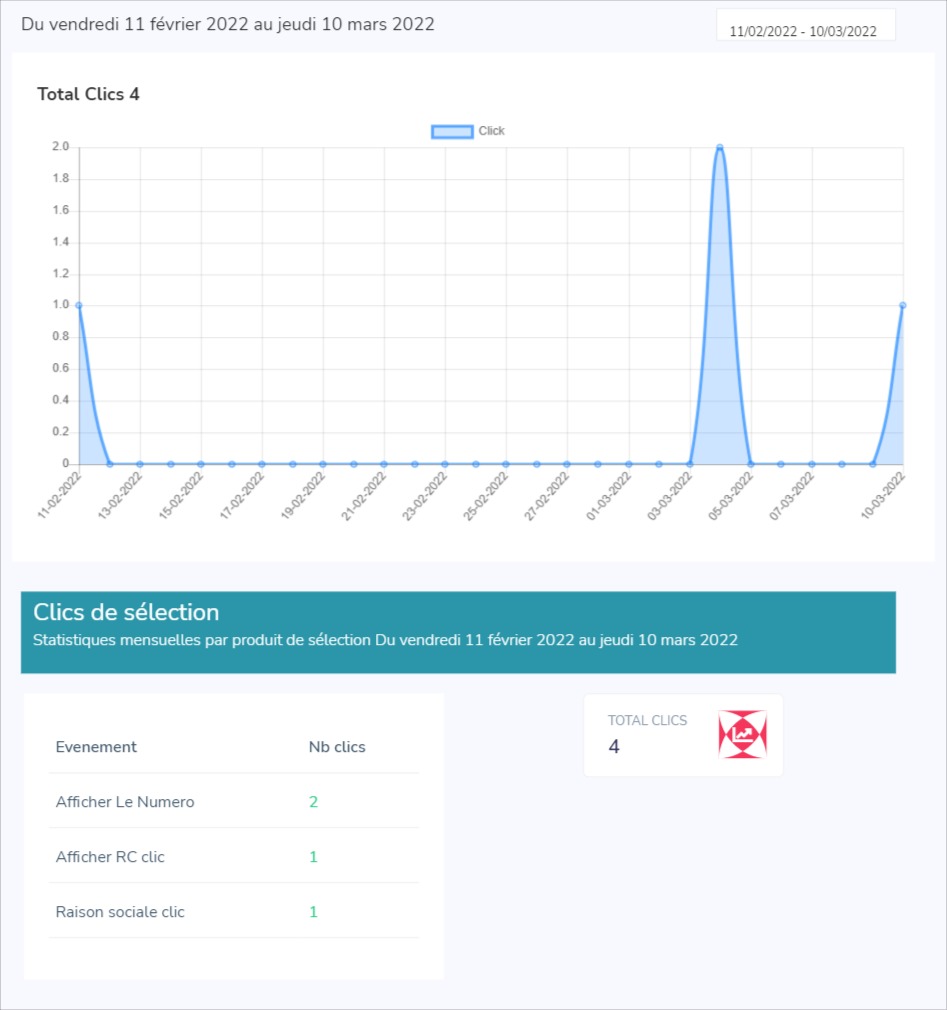 Du vendredi 11 février 2022 au jeudi 10 mars 2022
11/02/2022 - 10/03/2022
Total Clics 4
Click
2.0
1.8
1.6
1.4
1.2
1.0
0.8
0.6
0.4
0.2
0
11-02-2022
13-02-2022
15-02-2022
17-02-2022
19-02-2022
21-02-2022
23-02-2022
25-02-2022
27-02-2022
01-03-2022
03-03-2022
05-03-2022
07-03-2022
10-03-2022
Clics de sélection
Statistiques mensuelles par produit de sélection Du vendredi 11 février 2022 au jeudi 10 mars 2022
Evenement Nb clics
Afficher Le Numero 2
Afficher RC clic 1
Raison sociale clic 1
TOTAL CLICS
4